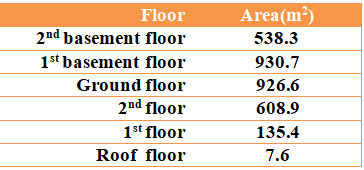 Floor Area(m²)
2nd basement floor 538.3
1st basement floor 930.7
Ground floor 926.6
2nd floor 608.9
1st floor 135.4
Roof floor 7.6